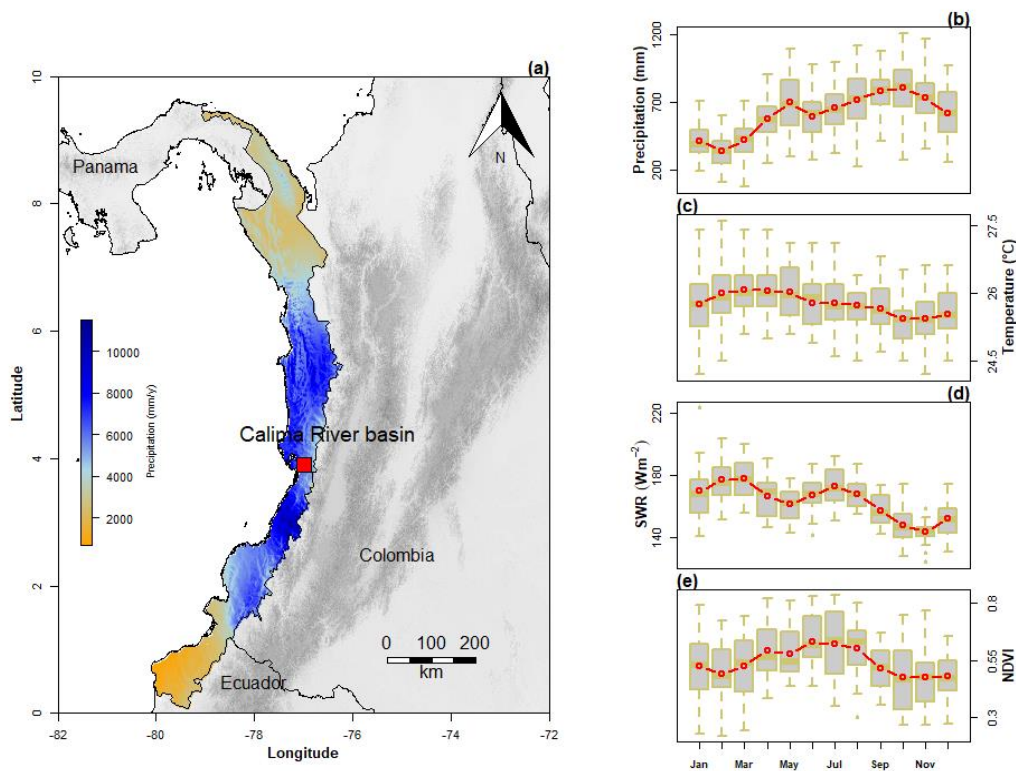 (a)
10
8
6
4
2
0
Latitude
Panama
N
10000
8000
6000
4000
2000
Precipitation (mm/y)
Calima River basin
Colombia
0 100 200
km
Ecuador
-82 -80 -78 -76 -74 -72
Longitude
(b)
1200
700
200
Precipitation (mm)
(c)
27.5
26
24.5
Temperature (°C)
(d)
220
180
140
SWR (Wm⁻²)
(e)
0.8
0.55
0.3
NDVI
Jan Mar May Jul Sep Nov